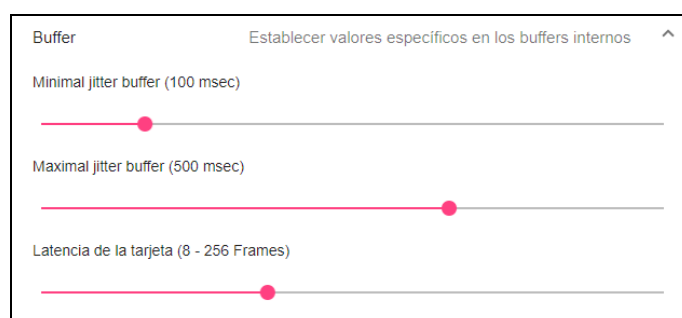 Buffer Establecer valores específicos en los buffers internos
Minimal jitter buffer (100 msec)
Maximal jitter buffer (500 msec)
Latencia de la tarjeta (8 - 256 Frames)